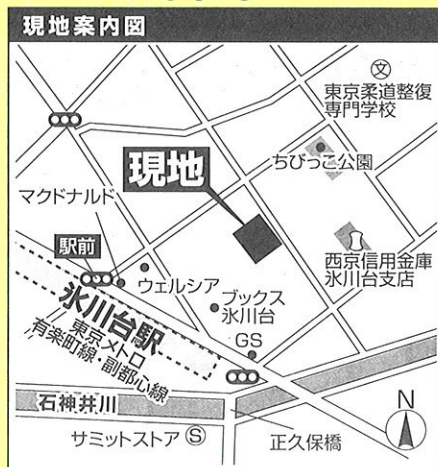 現地案内図
文
東京柔道整復
専門学校
ちびっこ公園
現地
マクドナルド
駅前
ウェルシア
西京信用金庫
氷川台支店
ブックス
氷川台
氷川台駅
東京メトロ
有楽町線・副都心線
GS
石神井川
N
サミットストア S
正久保橋